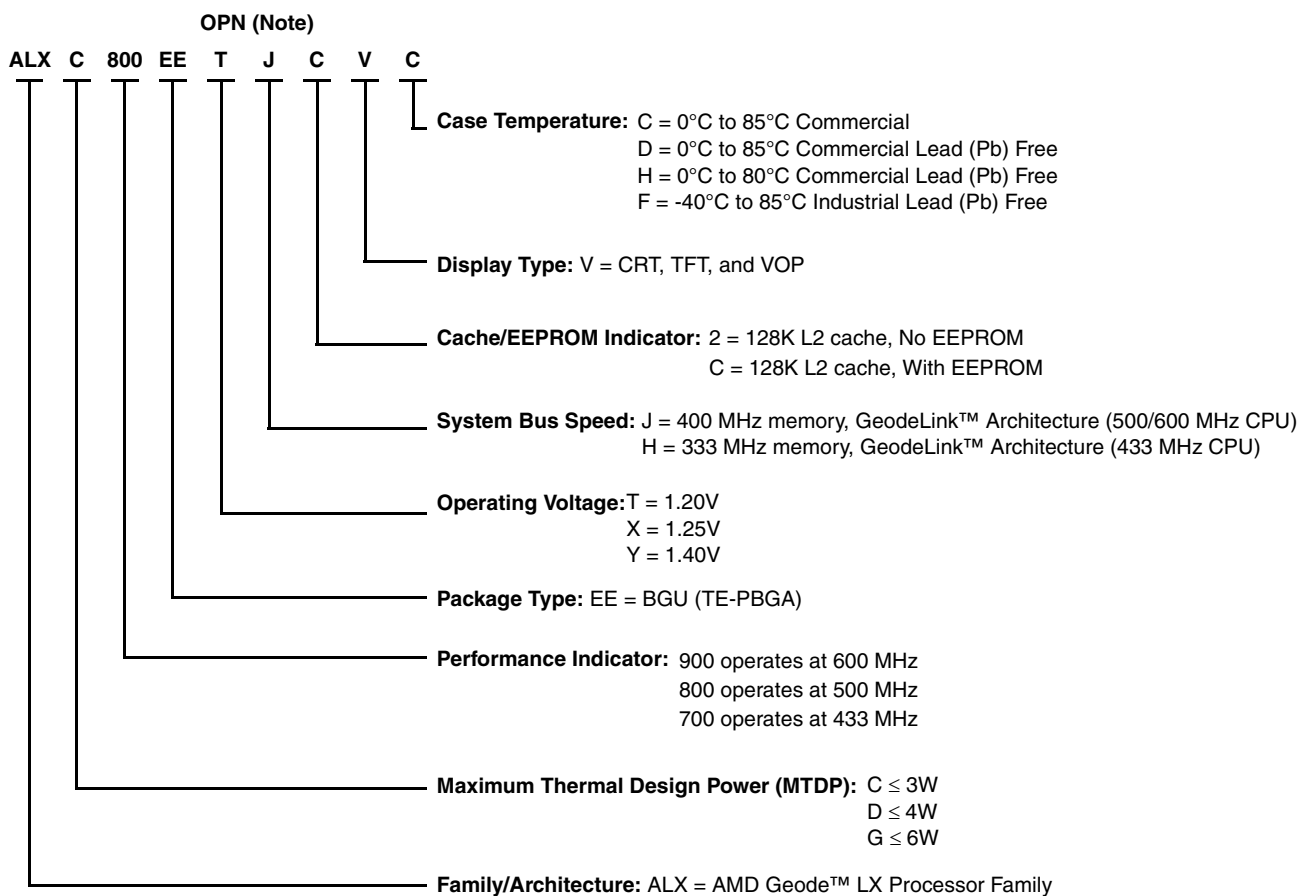 OPN (Note)
ALX C 800 EE T J C V C
Case Temperature: C = 0°C to 85°C Commercial
D = 0°C to 85°C Commercial Lead (Pb) Free
H = 0°C to 80°C Commercial Lead (Pb) Free
F = -40°C to 85°C Industrial Lead (Pb) Free
Display Type: V = CRT, TFT, and VOP
Cache/EEPROM Indicator: 2 = 128K L2 cache, No EEPROM
C = 128K L2 cache, With EEPROM
System Bus Speed: J = 400 MHz memory, GeodeLink™ Architecture (500/600 MHz CPU)
H = 333 MHz memory, GeodeLink™ Architecture (433 MHz CPU)
Operating Voltage:T = 1.20V
X = 1.25V
Y = 1.40V
Package Type: EE = BGU (TE-PBGA)
Performance Indicator: 900 operates at 600 MHz
800 operates at 500 MHz
700 operates at 433 MHz
Maximum Thermal Design Power (MTDP): C ≤ 3W
D ≤ 4W
G ≤ 6W
Family/Architecture: ALX = AMD Geode™ LX Processor Family